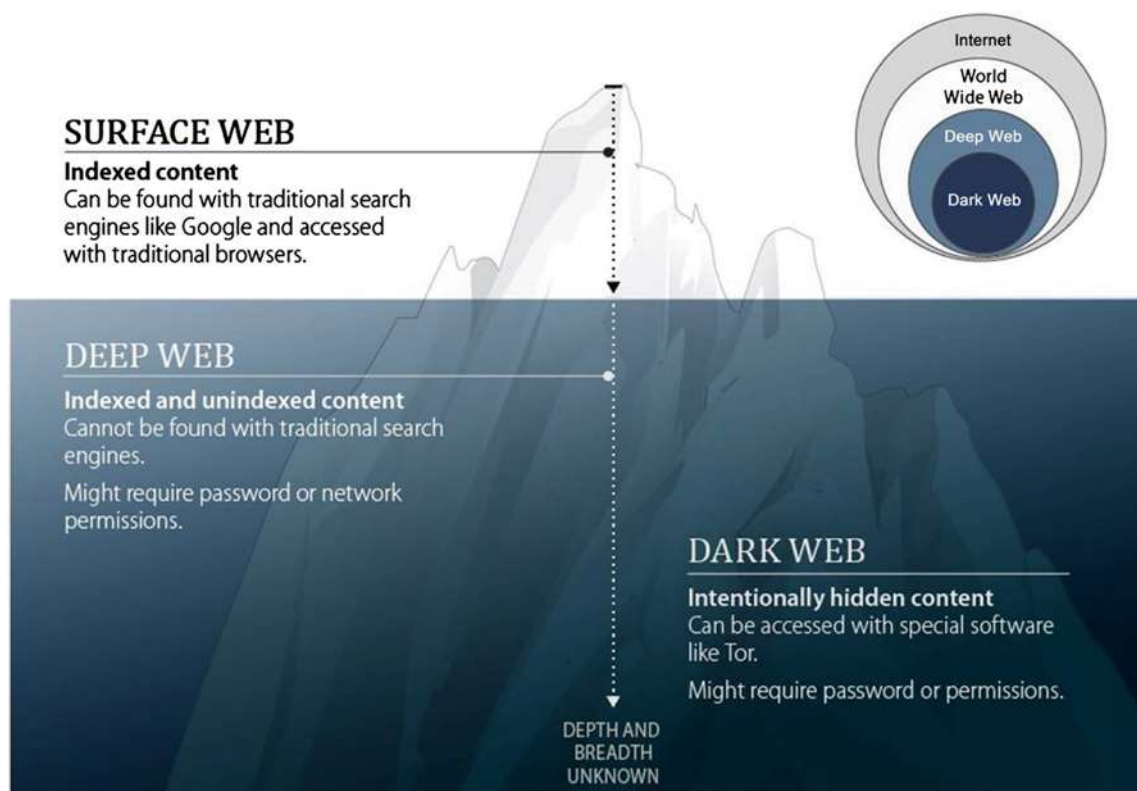 Internet
World
Wide Web
Deep Web
Dark Web
SURFACE WEB
Indexed content
Can be found with traditional search
engines like Google and accessed
with traditional browsers.
DEEP WEB
Indexed and unindexed content
Cannot be found with traditional search
engines.
Might require password or network
permissions.
DARK WEB
Intentionally hidden content
Can be accessed with special software
like Tor.
Might require password or permissions.
DEPTH AND
BREADTH
UNKNOWN